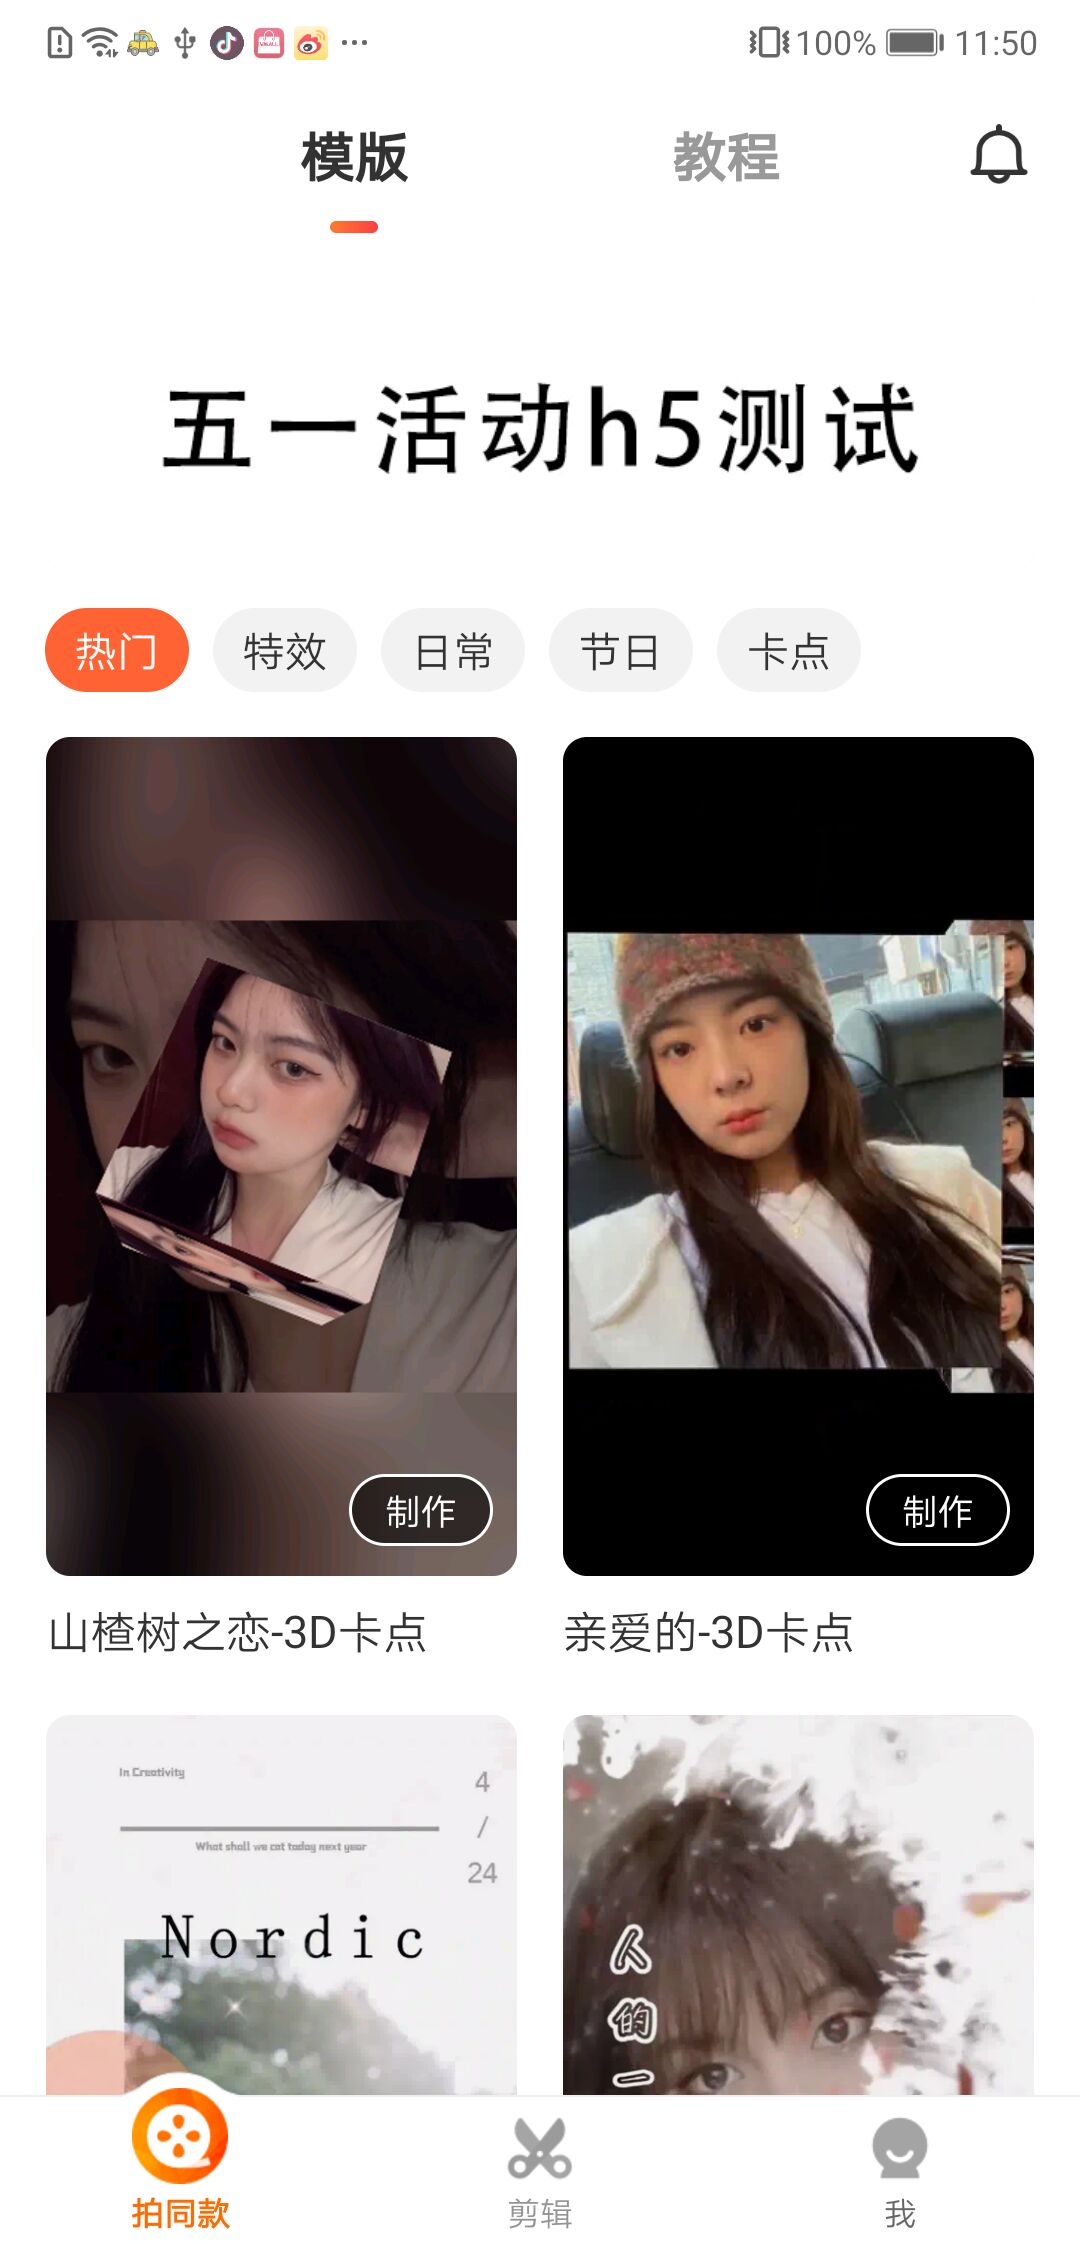 100% 11:50
模版 教程
五一活动h5测试
热门 特效 日常 节日 卡点
制作 制作
山楂树之恋-3D卡点 亲爱的-3D卡点
In Creativity
4
/
24
What shall we eat today next year
Nordic
人
的
一
拍同款 剪辑 我